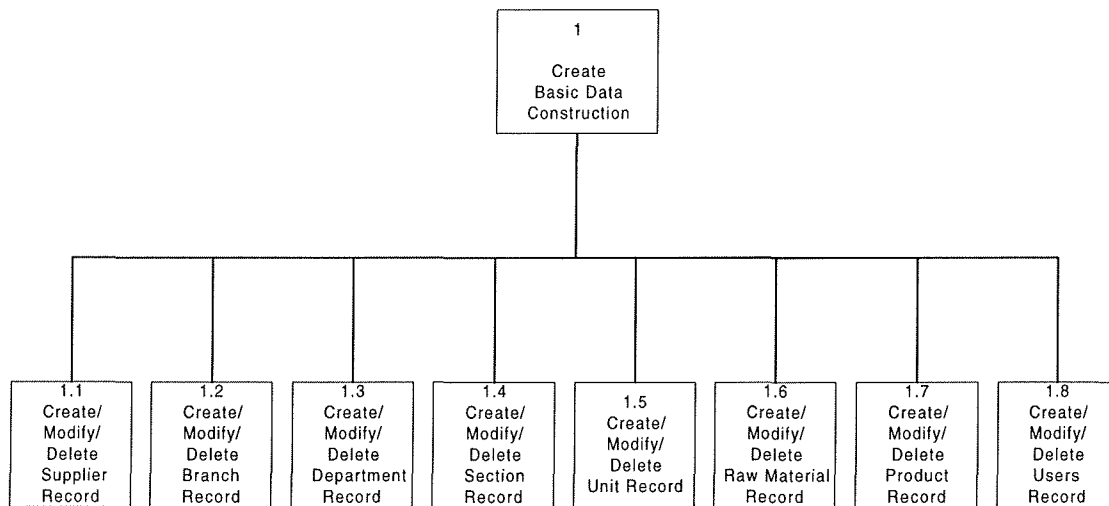 1
Create
Basic Data
Construction
1.1
Create/
Modify/
Delete
Supplier
Record
1.2
Create/
Modify/
Delete
Branch
Record
1.3
Create/
Modify/
Delete
Department
Record
1.4
Create/
Modify/
Delete
Section
Record
1.5
Create/
Modify/
Delete
Unit Record
1.6
Create/
Modify/
Delete
Raw Material
Record
1.7
Create/
Modify/
Delete
Product
Record
1.8
Create/
Modify/
Delete
Users
Record